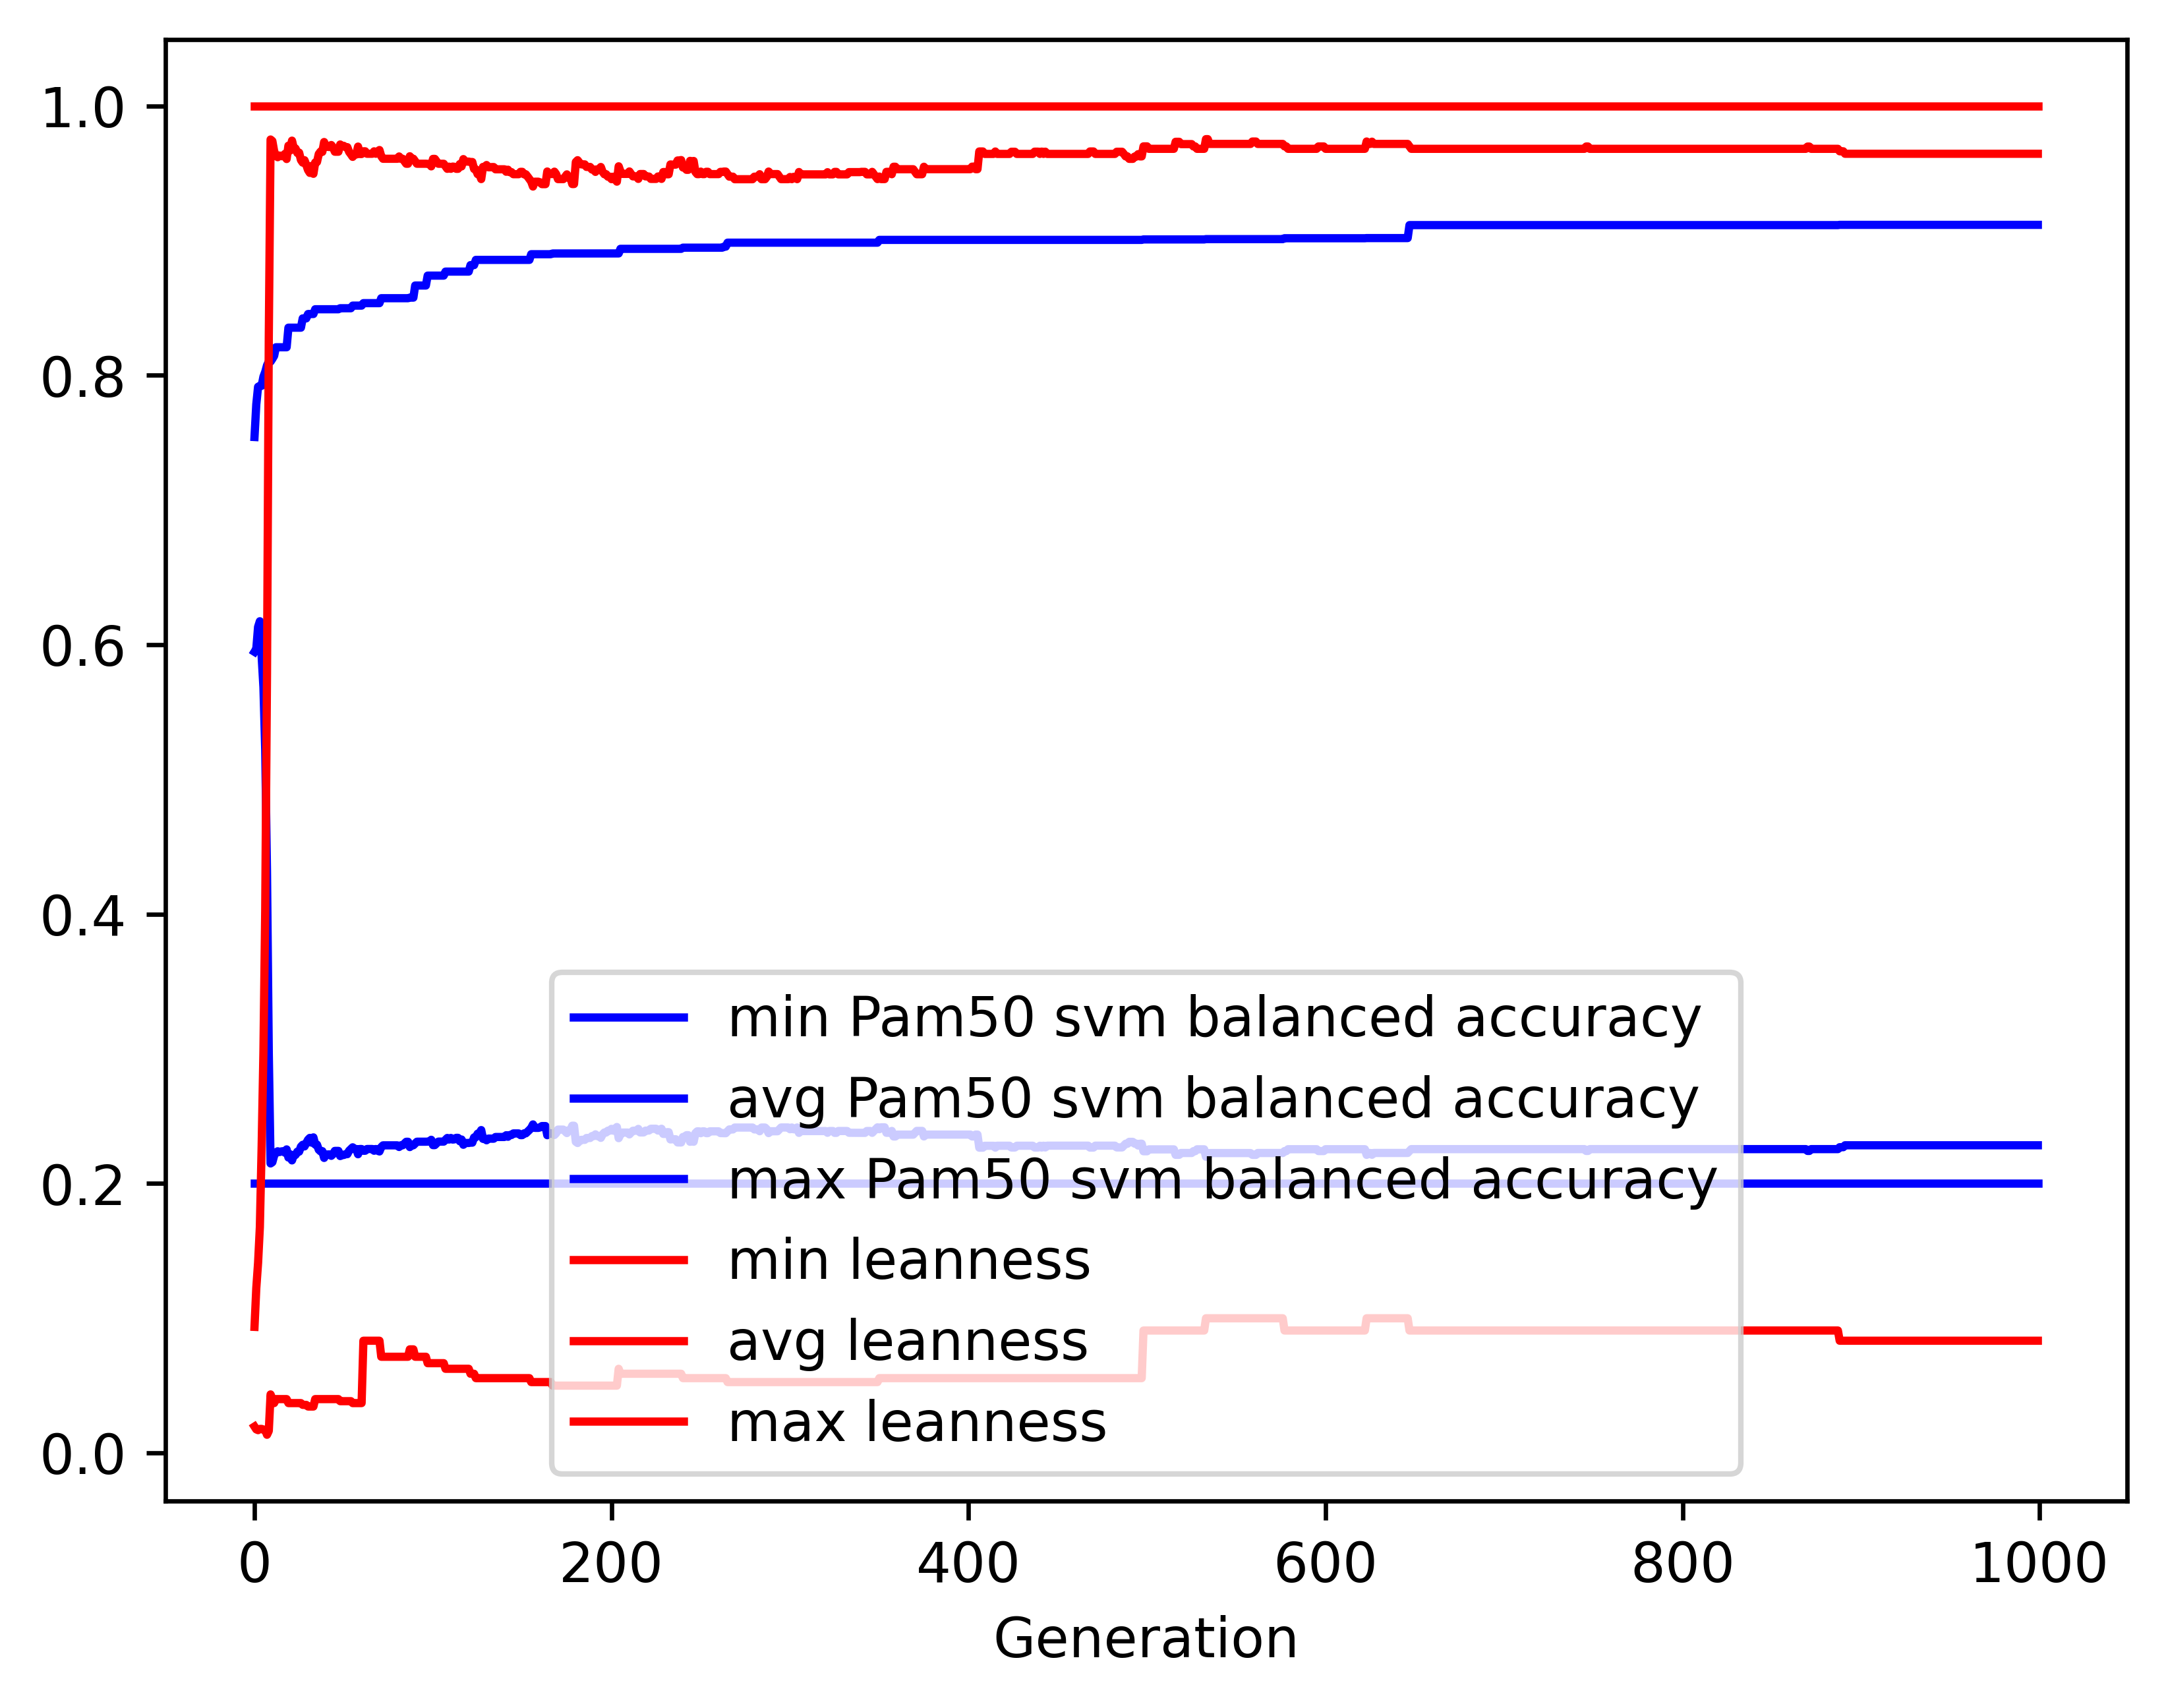 1.0
0.8
0.6
0.4
0.2
0.0
min Pam50 svm balanced accuracy
avg Pam50 svm balanced accuracy
max Pam50 svm balanced accuracy
min leanness
avg leanness
max leanness
0 200 400 600 800 1000
Generation